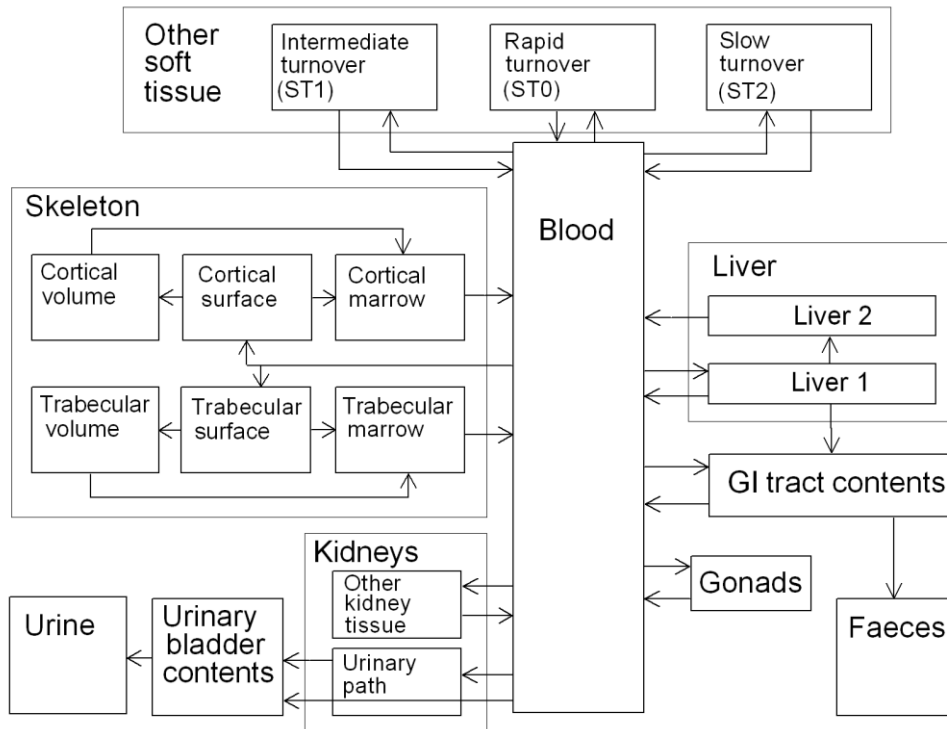 Other
soft
tissue
Intermediate
turnover
(ST1)
Rapid
turnover
(ST0)
Slow
turnover
(ST2)
Blood
Skeleton
Cortical
volume
Cortical
surface
Cortical
marrow
Trabecular
volume
Trabecular
surface
Trabecular
marrow
Liver
Liver 2
Liver 1
GI tract contents
Gonads
Faeces
Kidneys
Other
kidney
tissue
Urinary
path
Urinary
bladder
contents
Urine